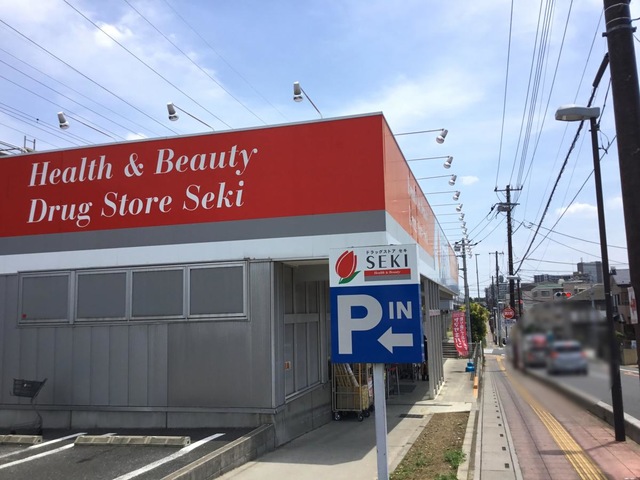 Health & Beauty
Drug Store Seki
ドラッグストア セキ
SEKI
Health & Beauty
P IN